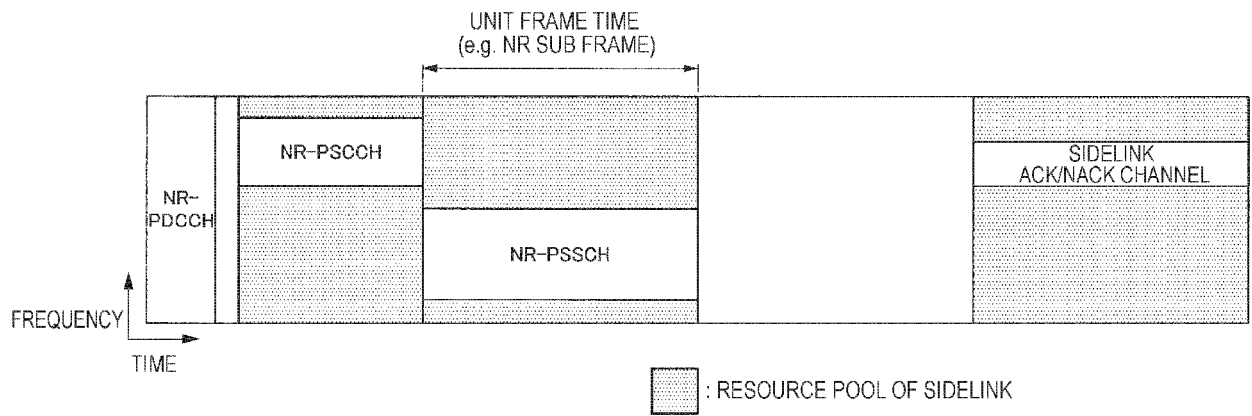 UNIT FRAME TIME
(e.g. NR SUB FRAME)
NR-PSCCH
SIDELINK
ACK/NACK CHANNEL
NR-
PDCCH
NR-PSSCH
FREQUENCY
TIME
: RESOURCE POOL OF SIDELINK